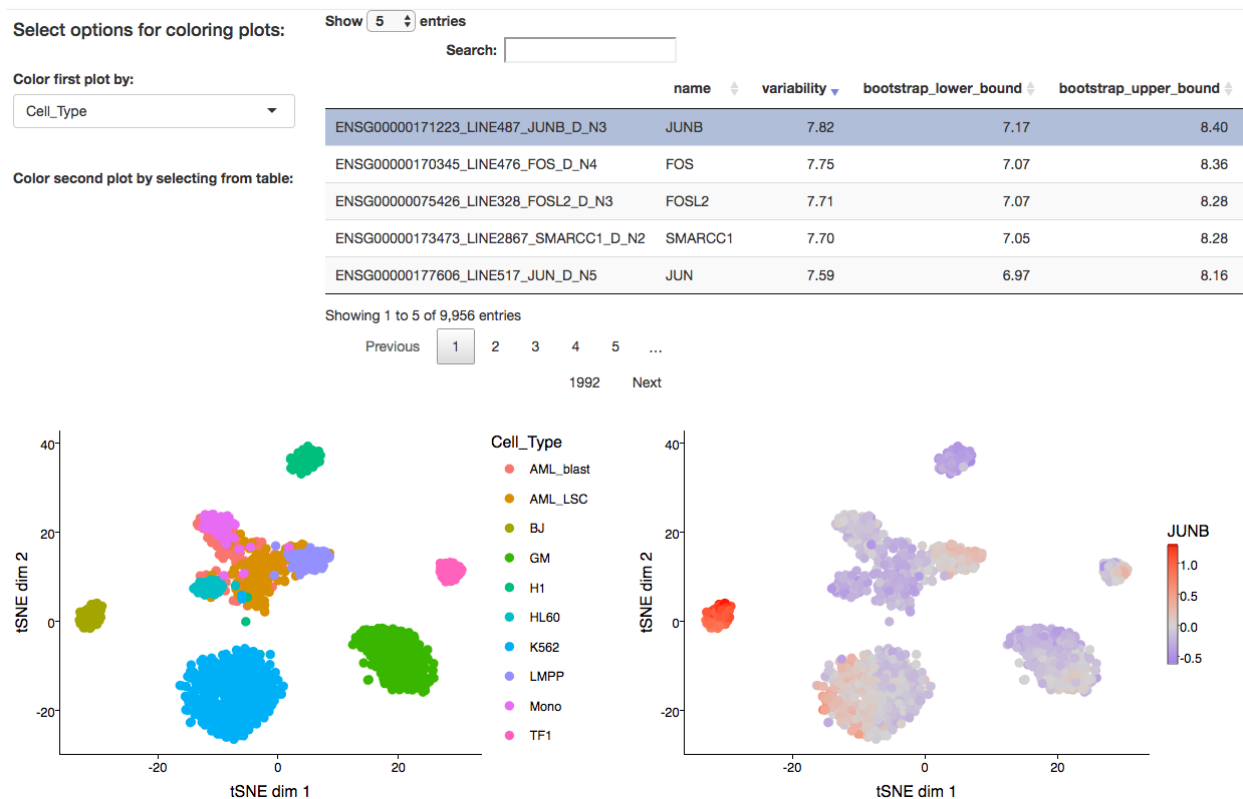 Select options for coloring plots:
Color first plot by:
Cell_Type
Color second plot by selecting from table:
Show 5 entries
Search:
name variability bootstrap_lower_bound bootstrap_upper_bound
ENSG00000171223_LINE487_JUNB_D_N3 JUNB 7.82 7.17 8.40
ENSG00000170345_LINE476_FOS_D_N4 FOS 7.75 7.07 8.36
ENSG00000075426_LINE328_FOSL2_D_N3 FOSL2 7.71 7.07 8.28
ENSG00000173473_LINE2867_SMARCC1_D_N2 SMARCC1 7.70 7.05 8.28
ENSG00000177606_LINE517_JUN_D_N5 JUN 7.59 6.97 8.16
Showing 1 to 5 of 9,956 entries
Previous 1 2 3 4 5 ...
1992 Next
40
20
0
-20
tSNE dim 2
-20 0 20
tSNE dim 1
Cell_Type
AML_blast
AML_LSC
BJ
GM
H1
HL60
K562
LMPP
Mono
TF1
40
20
0
-20
tSNE dim 2
-20 0 20
tSNE dim 1
JUNB
1.0
0.5
0.0
-0.5